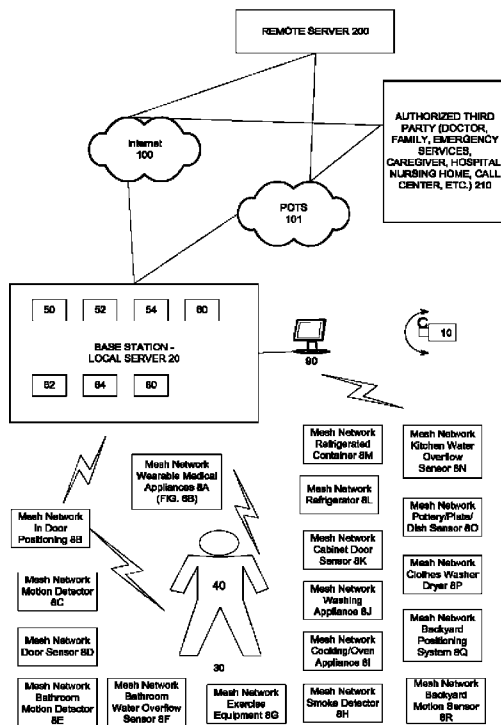 REMOTE SERVER 200
Internet
100
AUTHORIZED THIRD
PARTY (DOCTOR,
FAMILY, EMERGENCY
SERVICES,
CAREGIVER, HOSPITAL
NURSING HOME, CALL
CENTER, ETC.) 210
POTS
101
50
52
54
60
BASE STATION -
LOCAL SERVER 20
62
64
80
90
10
Mesh Network
Wearable Medical
Appliances 8A
(FIG. 6B)
Mesh Network
In Door
Positioning 8B
Mesh Network
Motion Detector
8C
Mesh Network
Door Sensor 8D
Mesh Network
Bathroom
Motion Detector
8E
Mesh Network
Bathroom
Water Overflow
Sensor 8F
40
30
Mesh Network
Exercise
Equipment 8G
Mesh Network
Refrigerated
Container 8M
Mesh Network
Refrigerator 8L
Mesh Network
Cabinet Door
Sensor 8K
Mesh Network
Washing
Appliance 8J
Mesh Network
Cooking/Oven
Appliance 8I
Mesh Network
Smoke Detector
8H
Mesh Network
Kitchen Water
Overflow
Sensor 8N
Mesh Network
Pottery/Plate/
Dish Sensor 8O
Mesh Network
Clothes Washer
Dryer 8P
Mesh Network
Backyard
Positioning
System 8Q
Mesh Network
Backyard
Motion Sensor
8R